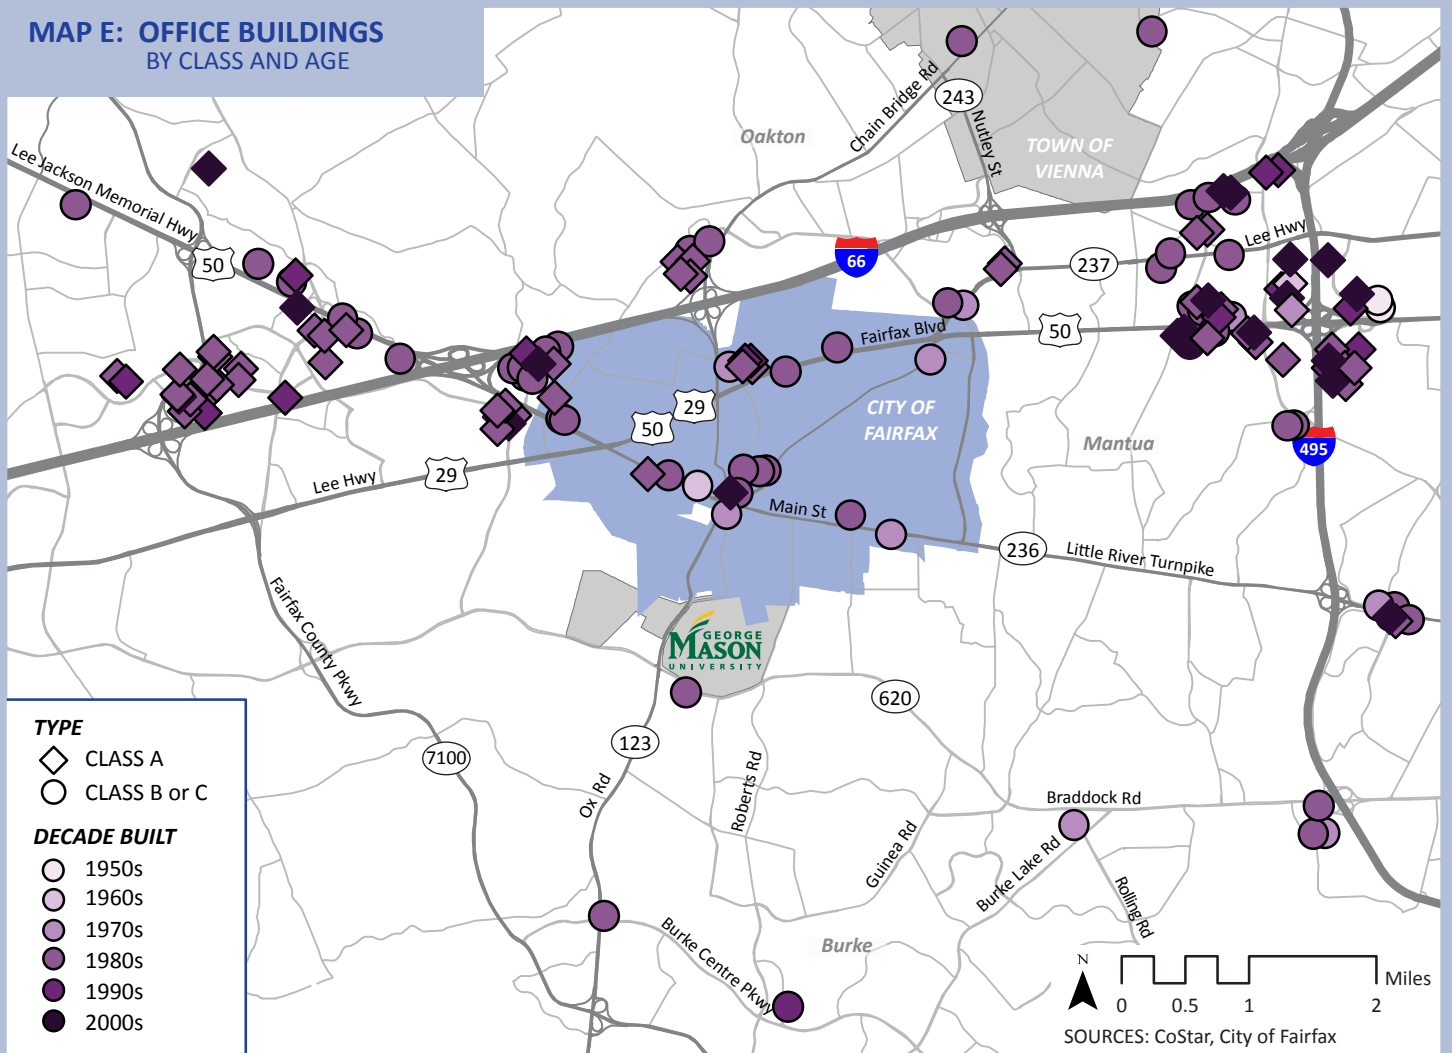 MAP E: OFFICE BUILDINGS
BY CLASS AND AGE
Lee Jackson Memorial Hwy
50
Oakton
Chain Bridge Rd
243
Nutley St
TOWN OF
VIENNA
66
237
Lee Hwy
Fairfax Blvd
50
29
50
CITY OF
FAIRFAX
Mantua
495
Lee Hwy
29
Main St
236
Little River Turnpike
Fairfax County Pkwy
GEORGE
MASON
UNIVERSITY
620
123
7100
Ox Rd
Roberts Rd
Guinea Rd
Braddock Rd
Burke Lake Rd
Rolling Rd
Burke Centre Pkwy
Burke
TYPE
CLASS A
CLASS B or C
DECADE BUILT
1950s
1960s
1970s
1980s
1990s
2000s
N
0 0.5 1 2 Miles
SOURCES: CoStar, City of Fairfax